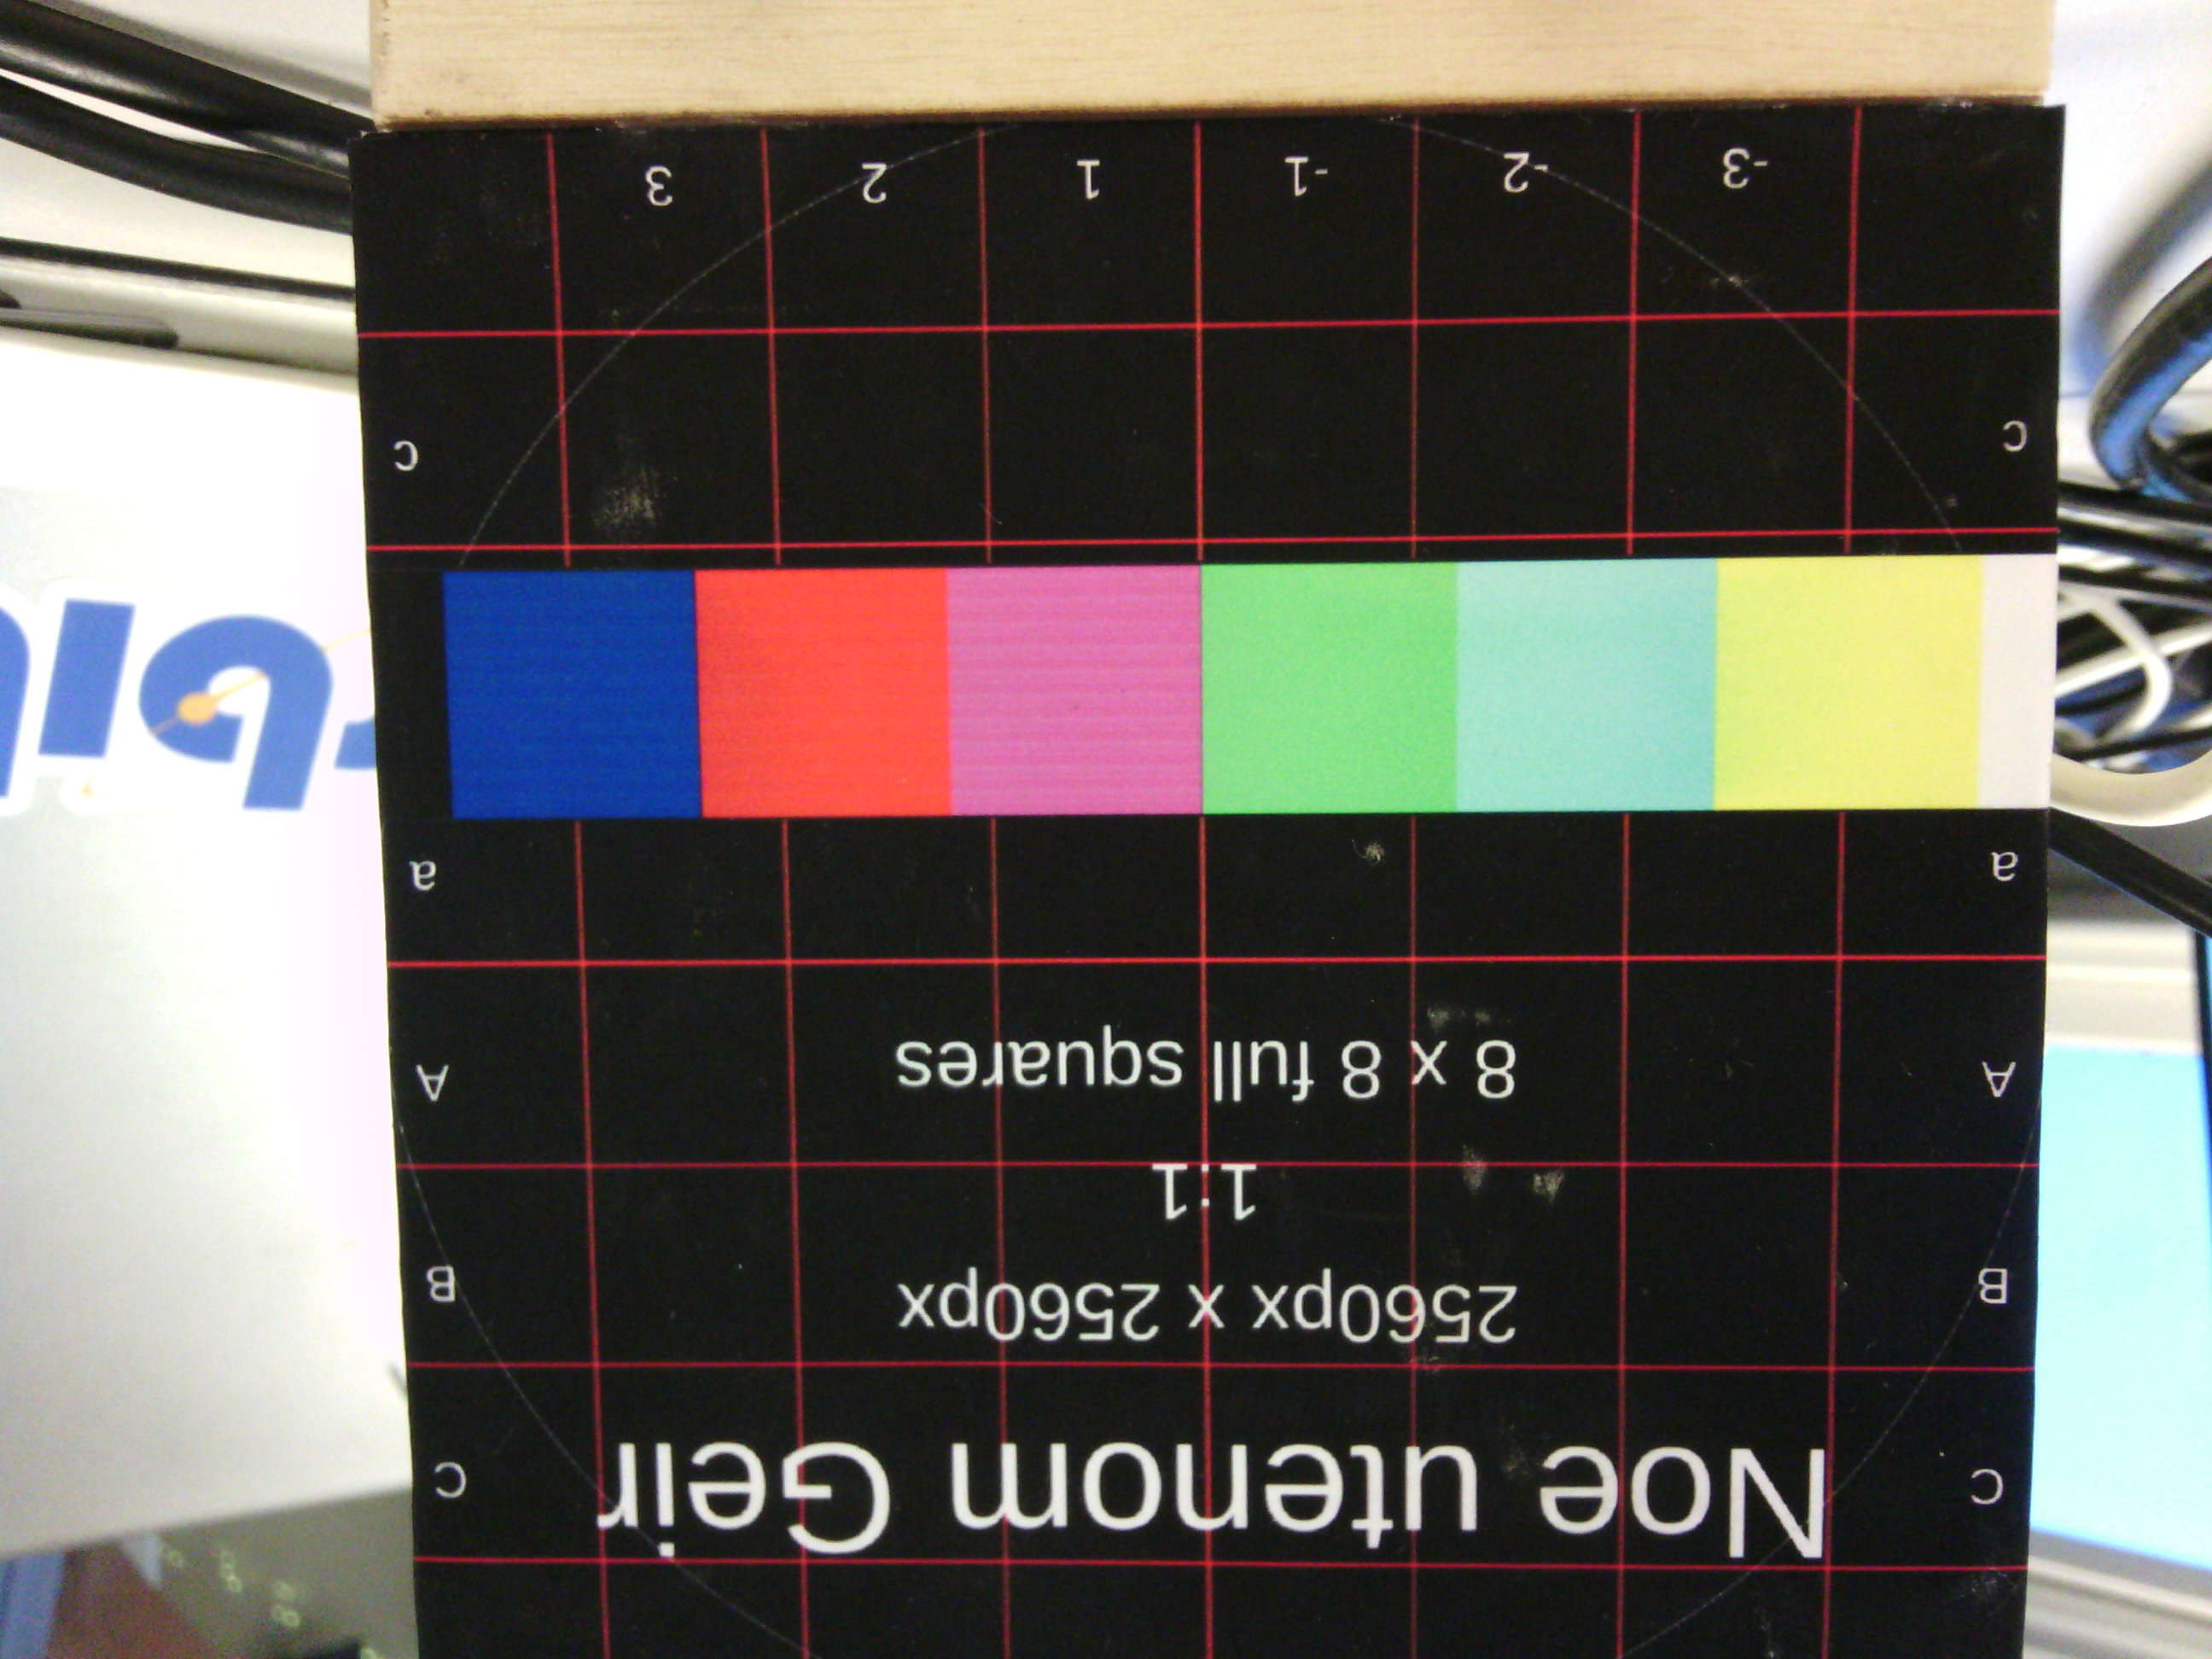 Noe utenom Geir
C C
2560px x 2560px
B B
1:1
8 x 8 full squares
A A
a a
c c
-3 -2 -1 1 2 3